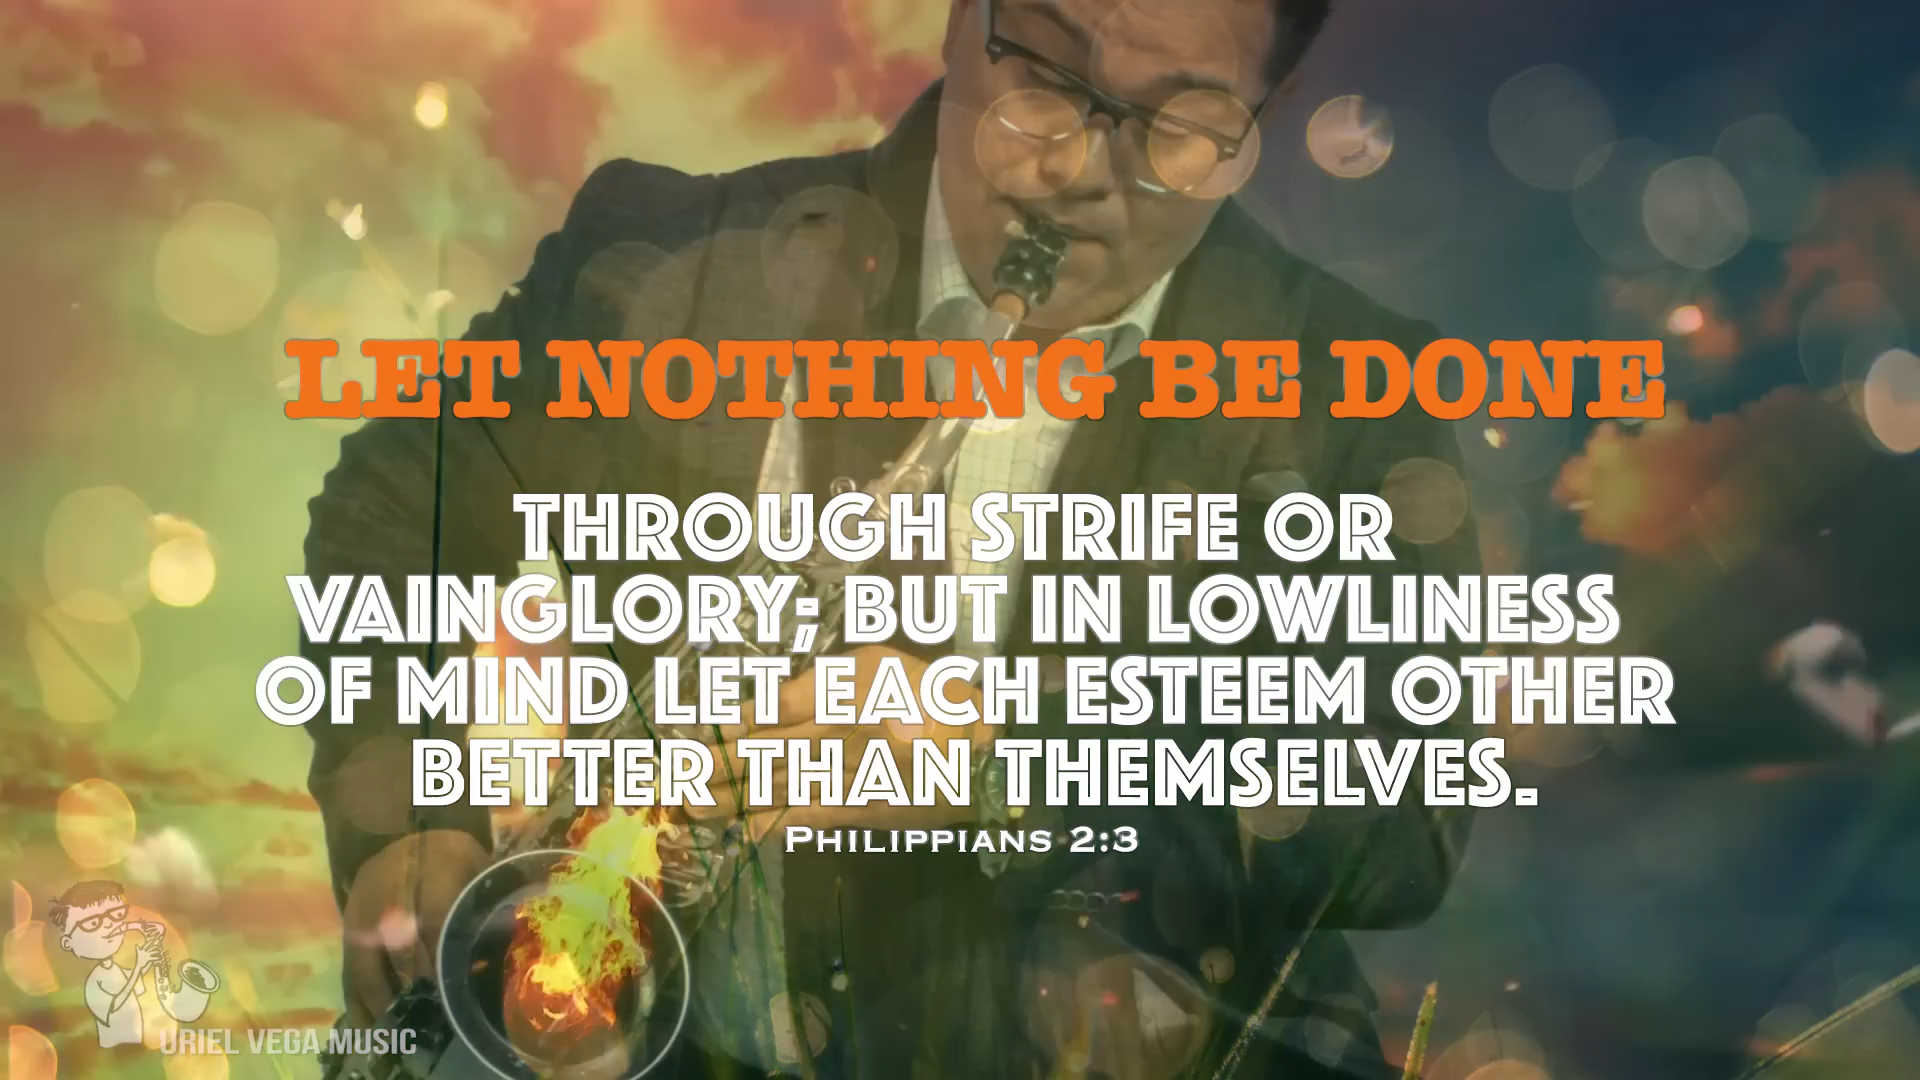 LET NOTHING BE DONE
THROUGH STRIFE OR
VAINGLORY; BUT IN LOWLINESS
OF MIND LET EACH ESTEEM OTHER
BETTER THAN THEMSELVES.
PHILIPPIANS 2:3
URIEL VEGA MUSIC